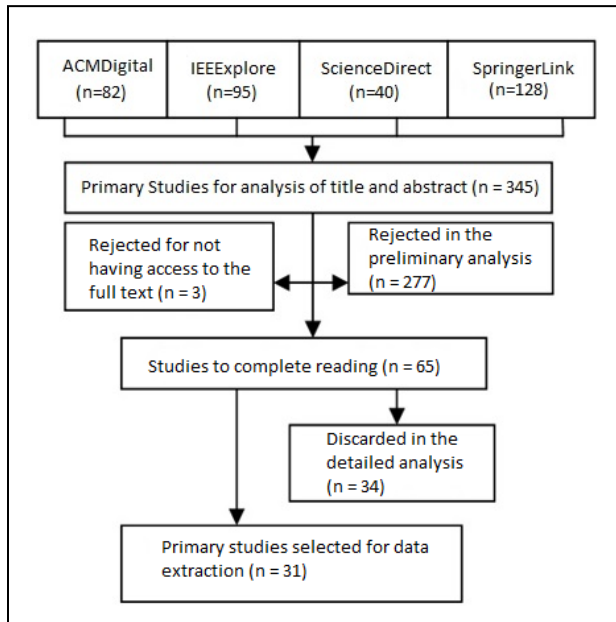 ACMDigital
(n=82)
IEEExplore
(n=95)
ScienceDirect
(n=40)
SpringerLink
(n=128)
Primary Studies for analysis of title and abstract (n = 345)
Rejected for not
having access to the
full text (n = 3)
Rejected in the
preliminary analysis
(n = 277)
Studies to complete reading (n = 65)
Discarded in the
detailed analysis
(n = 34)
Primary studies selected for data
extraction (n = 31)